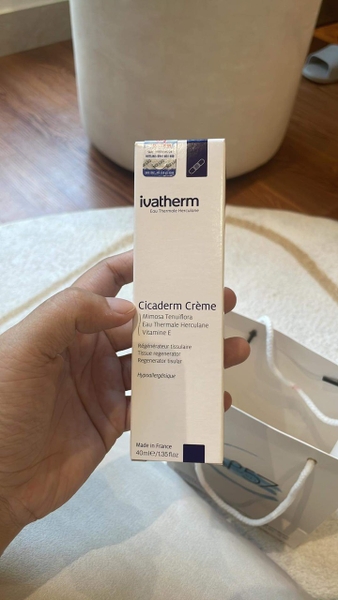 ivatherm
Eau Thermale Herculane
Cicaderm Crème
Mimosa Tenuiflora
Eau Thermale Herculane
Vitamine E
Régénérateur tissulaire
Tissue regenerator
Regenerator tisular
Hypoallergénique
Made in France
40ml℮/1.35fl.oz